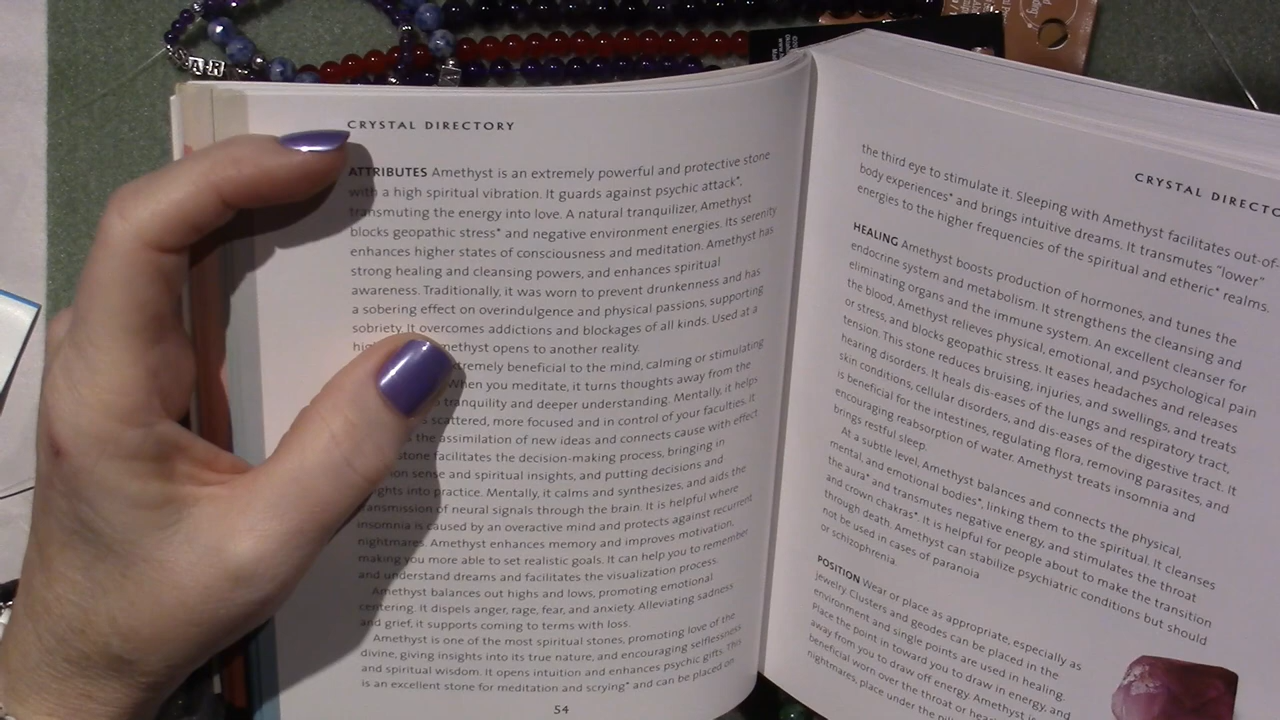 AR
CRYSTAL DIRECTORY
ATTRIBUTES Amethyst is an extremely powerful and protective stone
with a high spiritual vibration. It guards against psychic attack*,
transmuting the energy into love. A natural tranquilizer, Amethyst
blocks geopathic stress* and negative environment energies. Its serenity
enhances higher states of consciousness and meditation. Amethyst has
strong healing and cleansing powers, and enhances spiritual
awareness. Traditionally, it was worn to prevent drunkenness and has
a sobering effect on overindulgence and physical passions, supporting
sobriety. It overcomes addictions and blockages of all kinds. Used at a
methyst opens to another reality.
tremely beneficial to the mind, calming or stimulating
When you meditate, it turns thoughts away from the
tranquility and deeper understanding. Mentally, it helps
scattered, more focused and in control of your faculties. It
the assimilation of new ideas and connects cause with effect.
stone facilitates the decision-making process, bringing in
sense and spiritual insights, and putting decisions and
into practice. Mentally, it calms and synthesizes, and aids the
transmission of neural signals through the brain. It is helpful where
insomnia is caused by an overactive mind and protects against recurrent
nightmares. Amethyst enhances memory and improves motivation,
making you more able to set realistic goals. It can help you to remember
and understand dreams and facilitates the visualization process.
Amethyst balances out highs and lows, promoting emotional
centering. It dispels anger, rage, fear, and anxiety. Alleviating sadness
and grief, it supports coming to terms with loss.
Amethyst is one of the most spiritual stones, promoting love of the
divine, giving insights into its true nature, and encouraging selflessness
and spiritual wisdom. It opens intuition and enhances psychic gifts. This
is an excellent stone for meditation and scrying* and can be placed on
54
CRYSTAL DIRECTO
the third eye to stimulate it. Sleeping with Amethyst facilitates out-of-
body experiences* and brings intuitive dreams. It transmutes "lower"
energies to the higher frequencies of the spiritual and etheric* realms.
HEALING Amethyst boosts production of hormones, and tunes the
endocrine system and metabolism. It strengthens the cleansing and
eliminating organs and the immune system. An excellent cleanser for
the blood, Amethyst relieves physical, emotional, and psychological pain
or stress, and blocks geopathic stress. It eases headaches and releases
tension. This stone reduces bruising, injuries, and swellings, and treats
hearing disorders. It heals dis-eases of the lungs and respiratory tract,
skin conditions, cellular disorders, and dis-eases of the digestive tract. It
is beneficial for the intestines, regulating flora, removing parasites, and
encouraging reabsorption of water. Amethyst treats insomnia and
brings restful sleep.
At a subtle level, Amethyst balances and connects the physical,
mental, and emotional bodies*, linking them to the spiritual. It cleanses
the aura* and transmutes negative energy, and stimulates the throat
and crown chakras*. It is helpful for people about to make the transition
through death. Amethyst can stabilize psychiatric conditions but should
not be used in cases of paranoia
or schizophrenia.
POSITION Wear or place as appropriate, especially as
jewelry. Clusters and geodes can be placed in the
environment and single points are used in healing.
Place the point in toward you to draw in energy, and
away from you to draw off energy. Amethyst is
beneficial worn over the throat or heart
nightmares, place under the